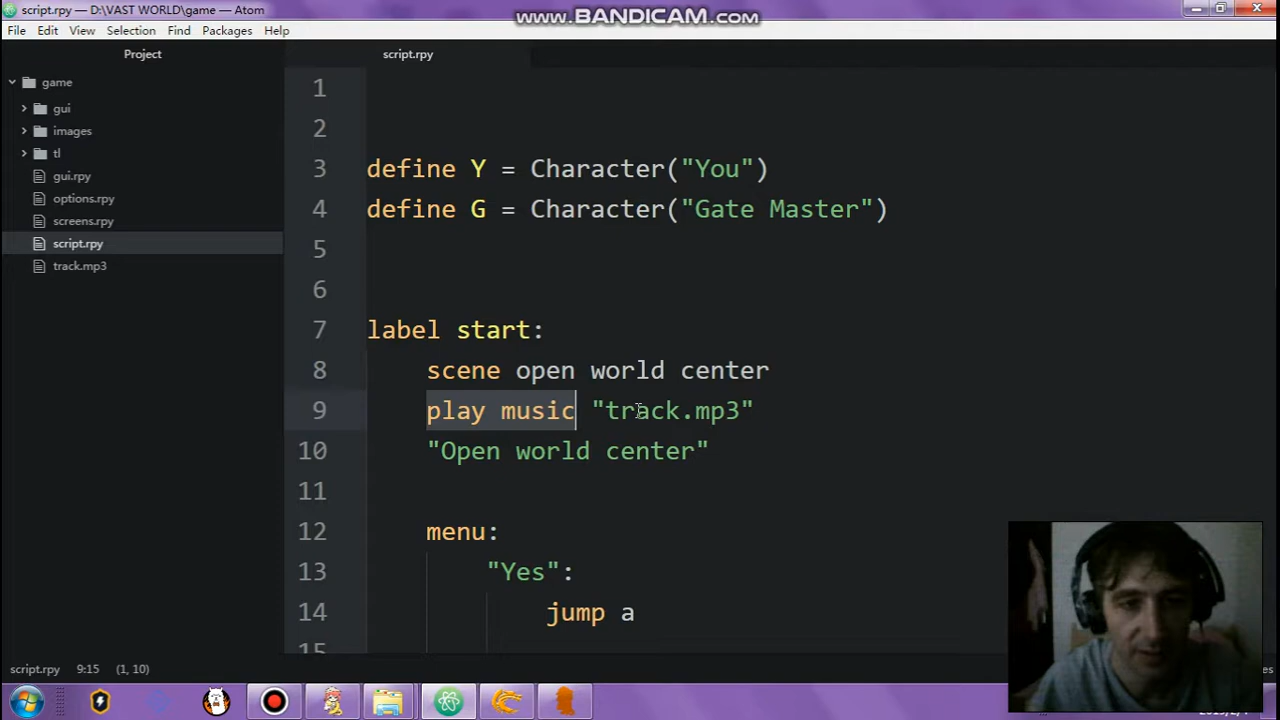 script.rpy — D:\VAST WORLD\game — Atom
www.BANDICAM.com
File Edit View Selection Find Packages Help
Project
script.rpy
game
gui
images
tl
gui.rpy
options.rpy
screens.rpy
script.rpy
track.mp3
1
2
3 define Y = Character("You")
4 define G = Character("Gate Master")
5
6
7 label start:
8 scene open world center
9 play music "track.mp3"
10 "Open world center"
11
12 menu:
13 "Yes":
14 jump a
15
script.rpy 9:15 (1, 10)